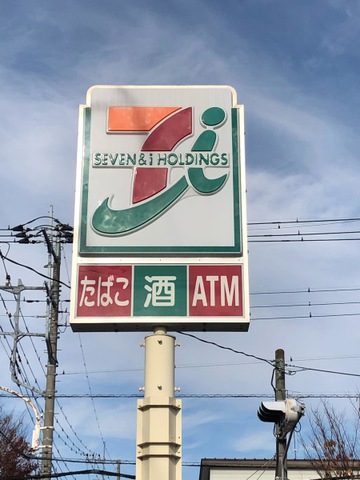 SEVEN&i HOLDINGS
たばこ 酒 ATM